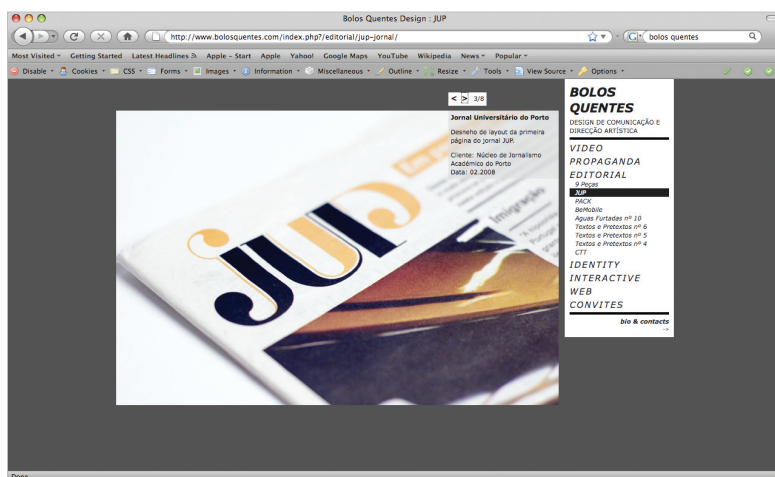 Bolos Quentes Design : JUP
http://www.bolosquentes.com/index.php?/editorial/jup-jornal/
bolos quentes
Most Visited Getting Started Latest Headlines Apple - Start Apple Yahoo! Google Maps YouTube Wikipedia News Popular
Disable Cookies CSS Forms Images Information Miscellaneous Outline Resize Tools View Source Options
< > 3/8
Jornal Universitário do Porto
Desneho de layout da primeira
página do jornal JUP.
Cliente: Núcleo de Jornalismo
Académico do Porto
Data: 02.2008
JUP
Imigração
BOLOS
QUENTES
DESIGN DE COMUNICAÇÃO E
DIRECÇÃO ARTÍSTICA
VIDEO
PROPAGANDA
EDITORIAL
9 Peças
JUP
PACK
BeMobile
Aguas Furtadas nº 10
Textos e Pretextos nº 6
Textos e Pretextos nº 5
Textos e Pretextos nº 4
CTT
IDENTITY
INTERACTIVE
WEB
CONVITES
bio & contacts
->
Done